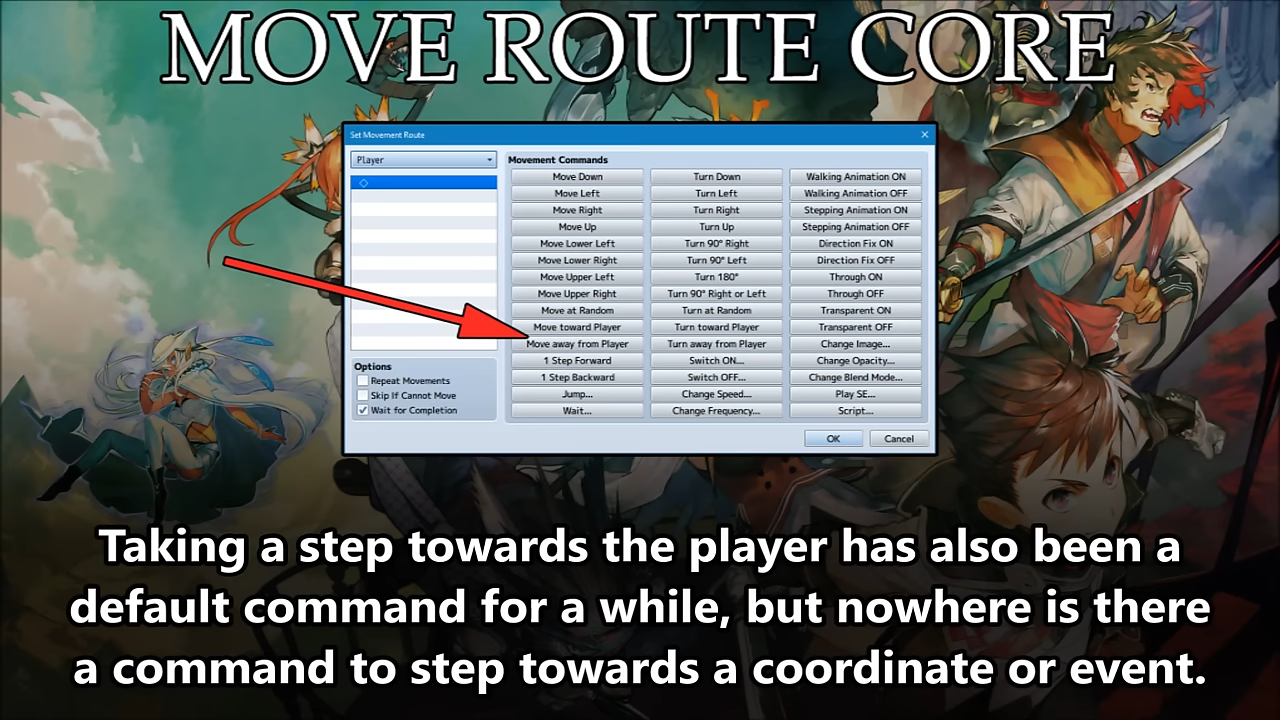 MOVE ROUTE CORE
Set Movement Route
Player
Movement Commands
Move Down
Turn Down
Walking Animation ON
Move Left
Turn Left
Walking Animation OFF
Move Right
Turn Right
Stepping Animation ON
Move Up
Turn Up
Stepping Animation OFF
Move Lower Left
Turn 90° Right
Direction Fix ON
Move Lower Right
Turn 90° Left
Direction Fix OFF
Move Upper Left
Turn 180°
Through ON
Move Upper Right
Turn 90° Right or Left
Through OFF
Move at Random
Turn at Random
Transparent ON
Move toward Player
Turn toward Player
Transparent OFF
Move away from Player
Turn away from Player
Change Image...
1 Step Forward
Switch ON...
Change Opacity...
1 Step Backward
Switch OFF...
Change Blend Mode...
Jump...
Change Speed...
Play SE...
Wait...
Change Frequency...
Script...
Options
Repeat Movements
Skip If Cannot Move
Wait for Completion
OK
Cancel
Taking a step towards the player has also been a
default command for a while, but nowhere is there
a command to step towards a coordinate or event.